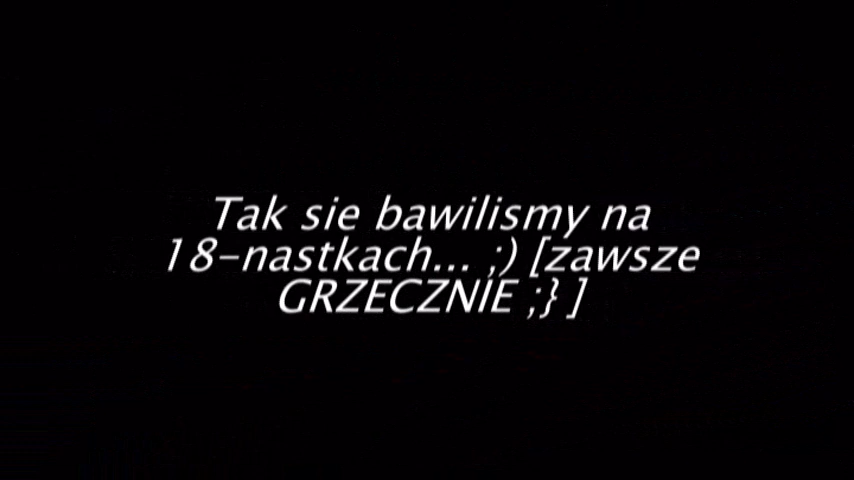 Tak sie bawilismy na
18-nastkach... ;) [zawsze
GRZECZNIE ;} ]